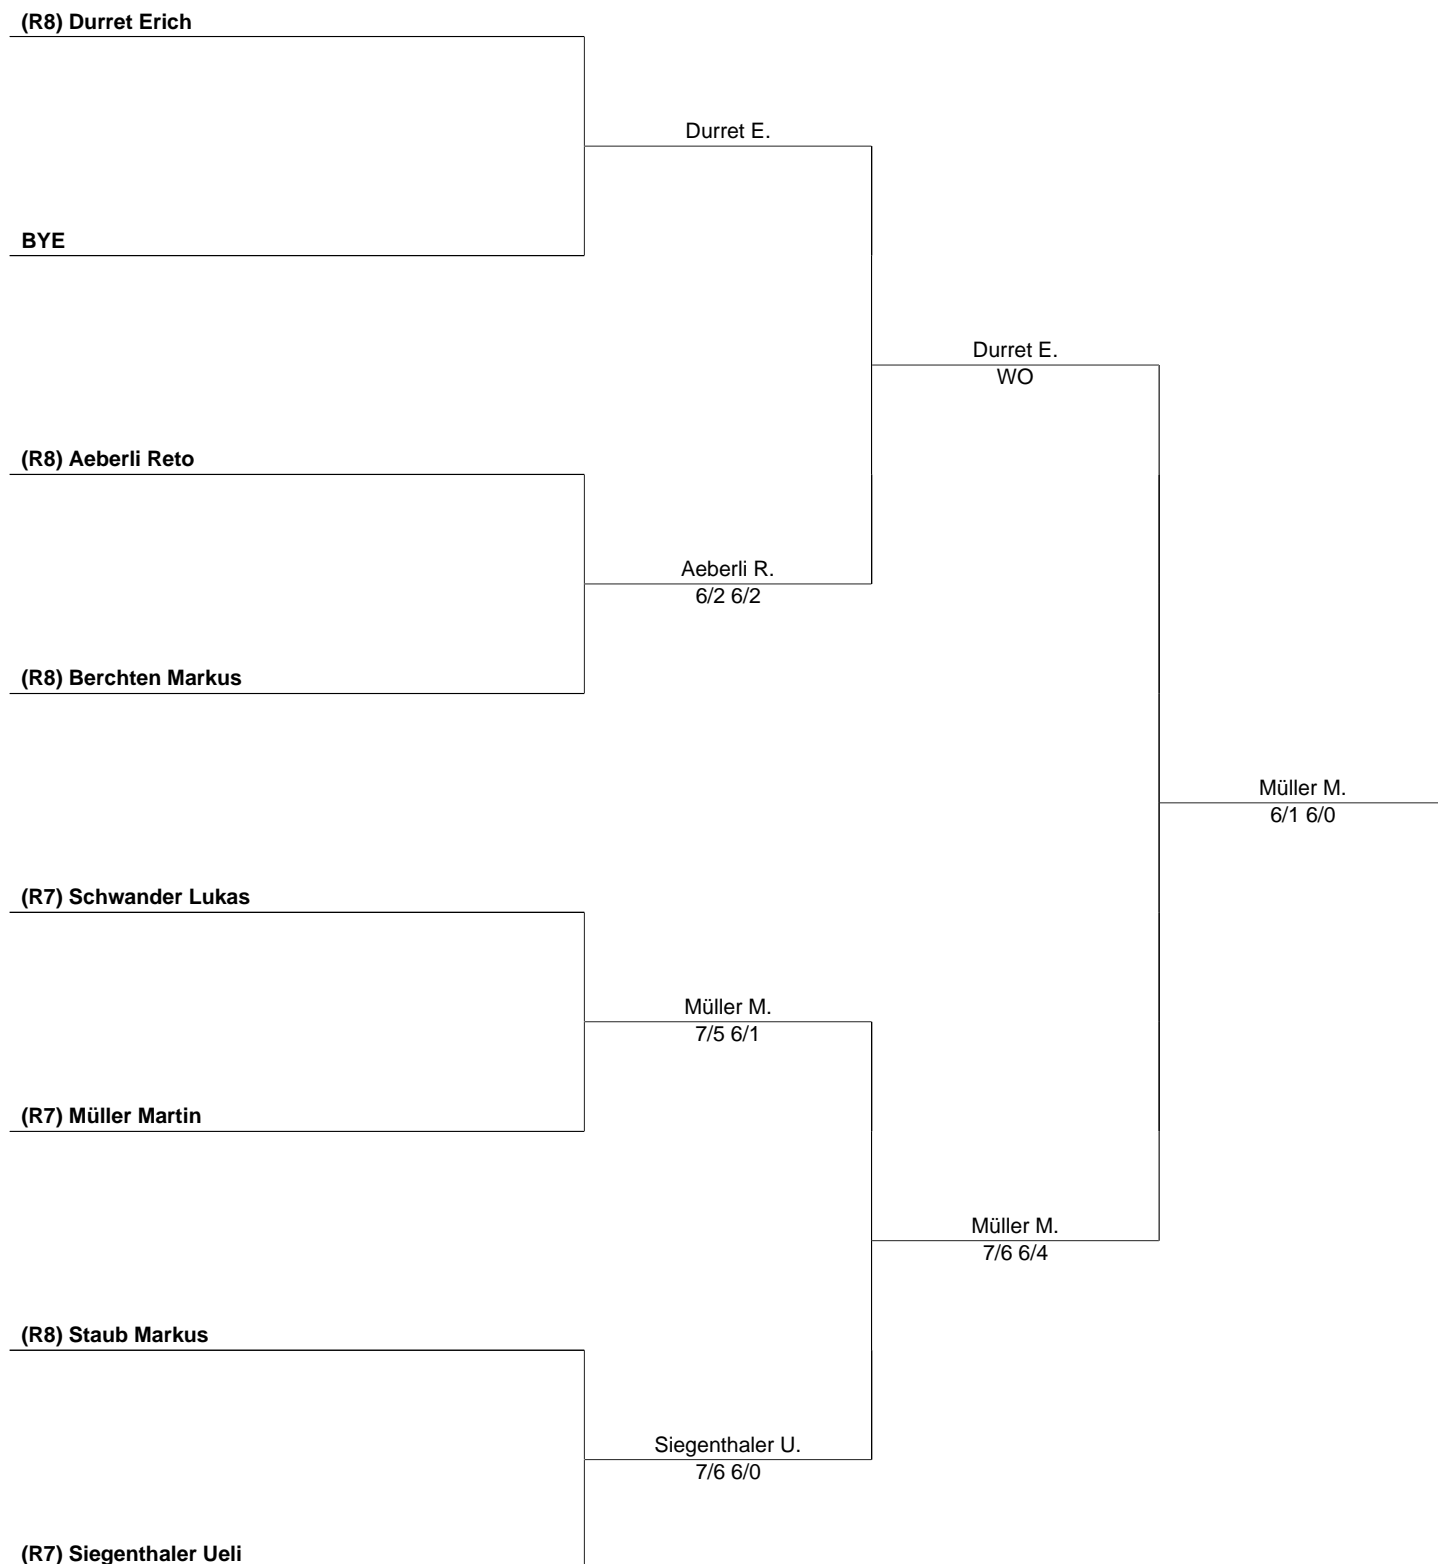 (R8) Durret Erich
Durret E.
BYE
Durret E.
WO
(R8) Aeberli Reto
Aeberli R.
6/2 6/2
(R8) Berchten Markus
Müller M.
6/1 6/0
(R7) Schwander Lukas
Müller M.
7/5 6/1
(R7) Müller Martin
Müller M.
7/6 6/4
(R8) Staub Markus
Siegenthaler U.
7/6 6/0
(R7) Siegenthaler Ueli